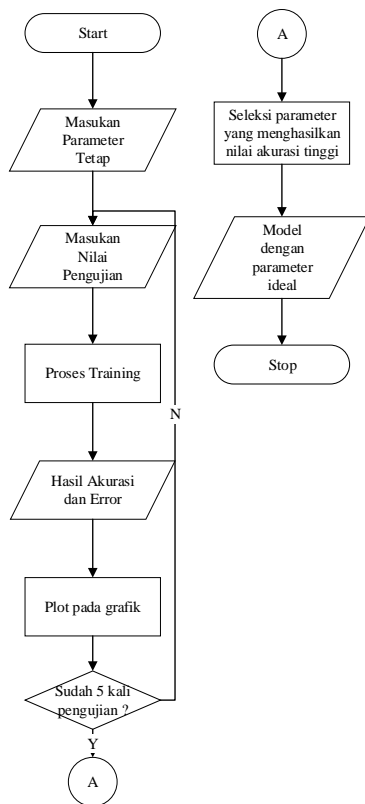 Start
Masukan
Parameter
Tetap
Masukan
Nilai
Pengujian
Proses Training
N
Hasil Akurasi
dan Error
Plot pada grafik
Sudah 5 kali
pengujian ?
Y
A
A
Seleksi parameter
yang menghasilkan
nilai akurasi tinggi
Model
dengan
parameter
ideal
Stop